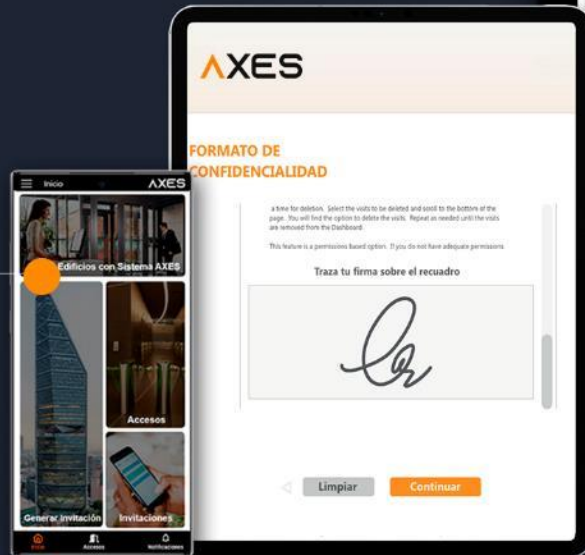 AXES
FORMATO DE
CONFIDENCIALIDAD
a time for deletion. Select the visits to be deleted and scroll to the bottom of the
page. You will find the option to delete the visits. Repeat as needed until the visits
are removed from the Dashboard.
This feature is a permissions based option. If you do not have adequate permissions
Traza tu firma sobre el recuadro
Limpiar
Continuar
Inicio
AXES
Edificios con Sistema AXES
Accesos
Generar Invitación
Invitaciones
Inicio
Accesos
Notificaciones